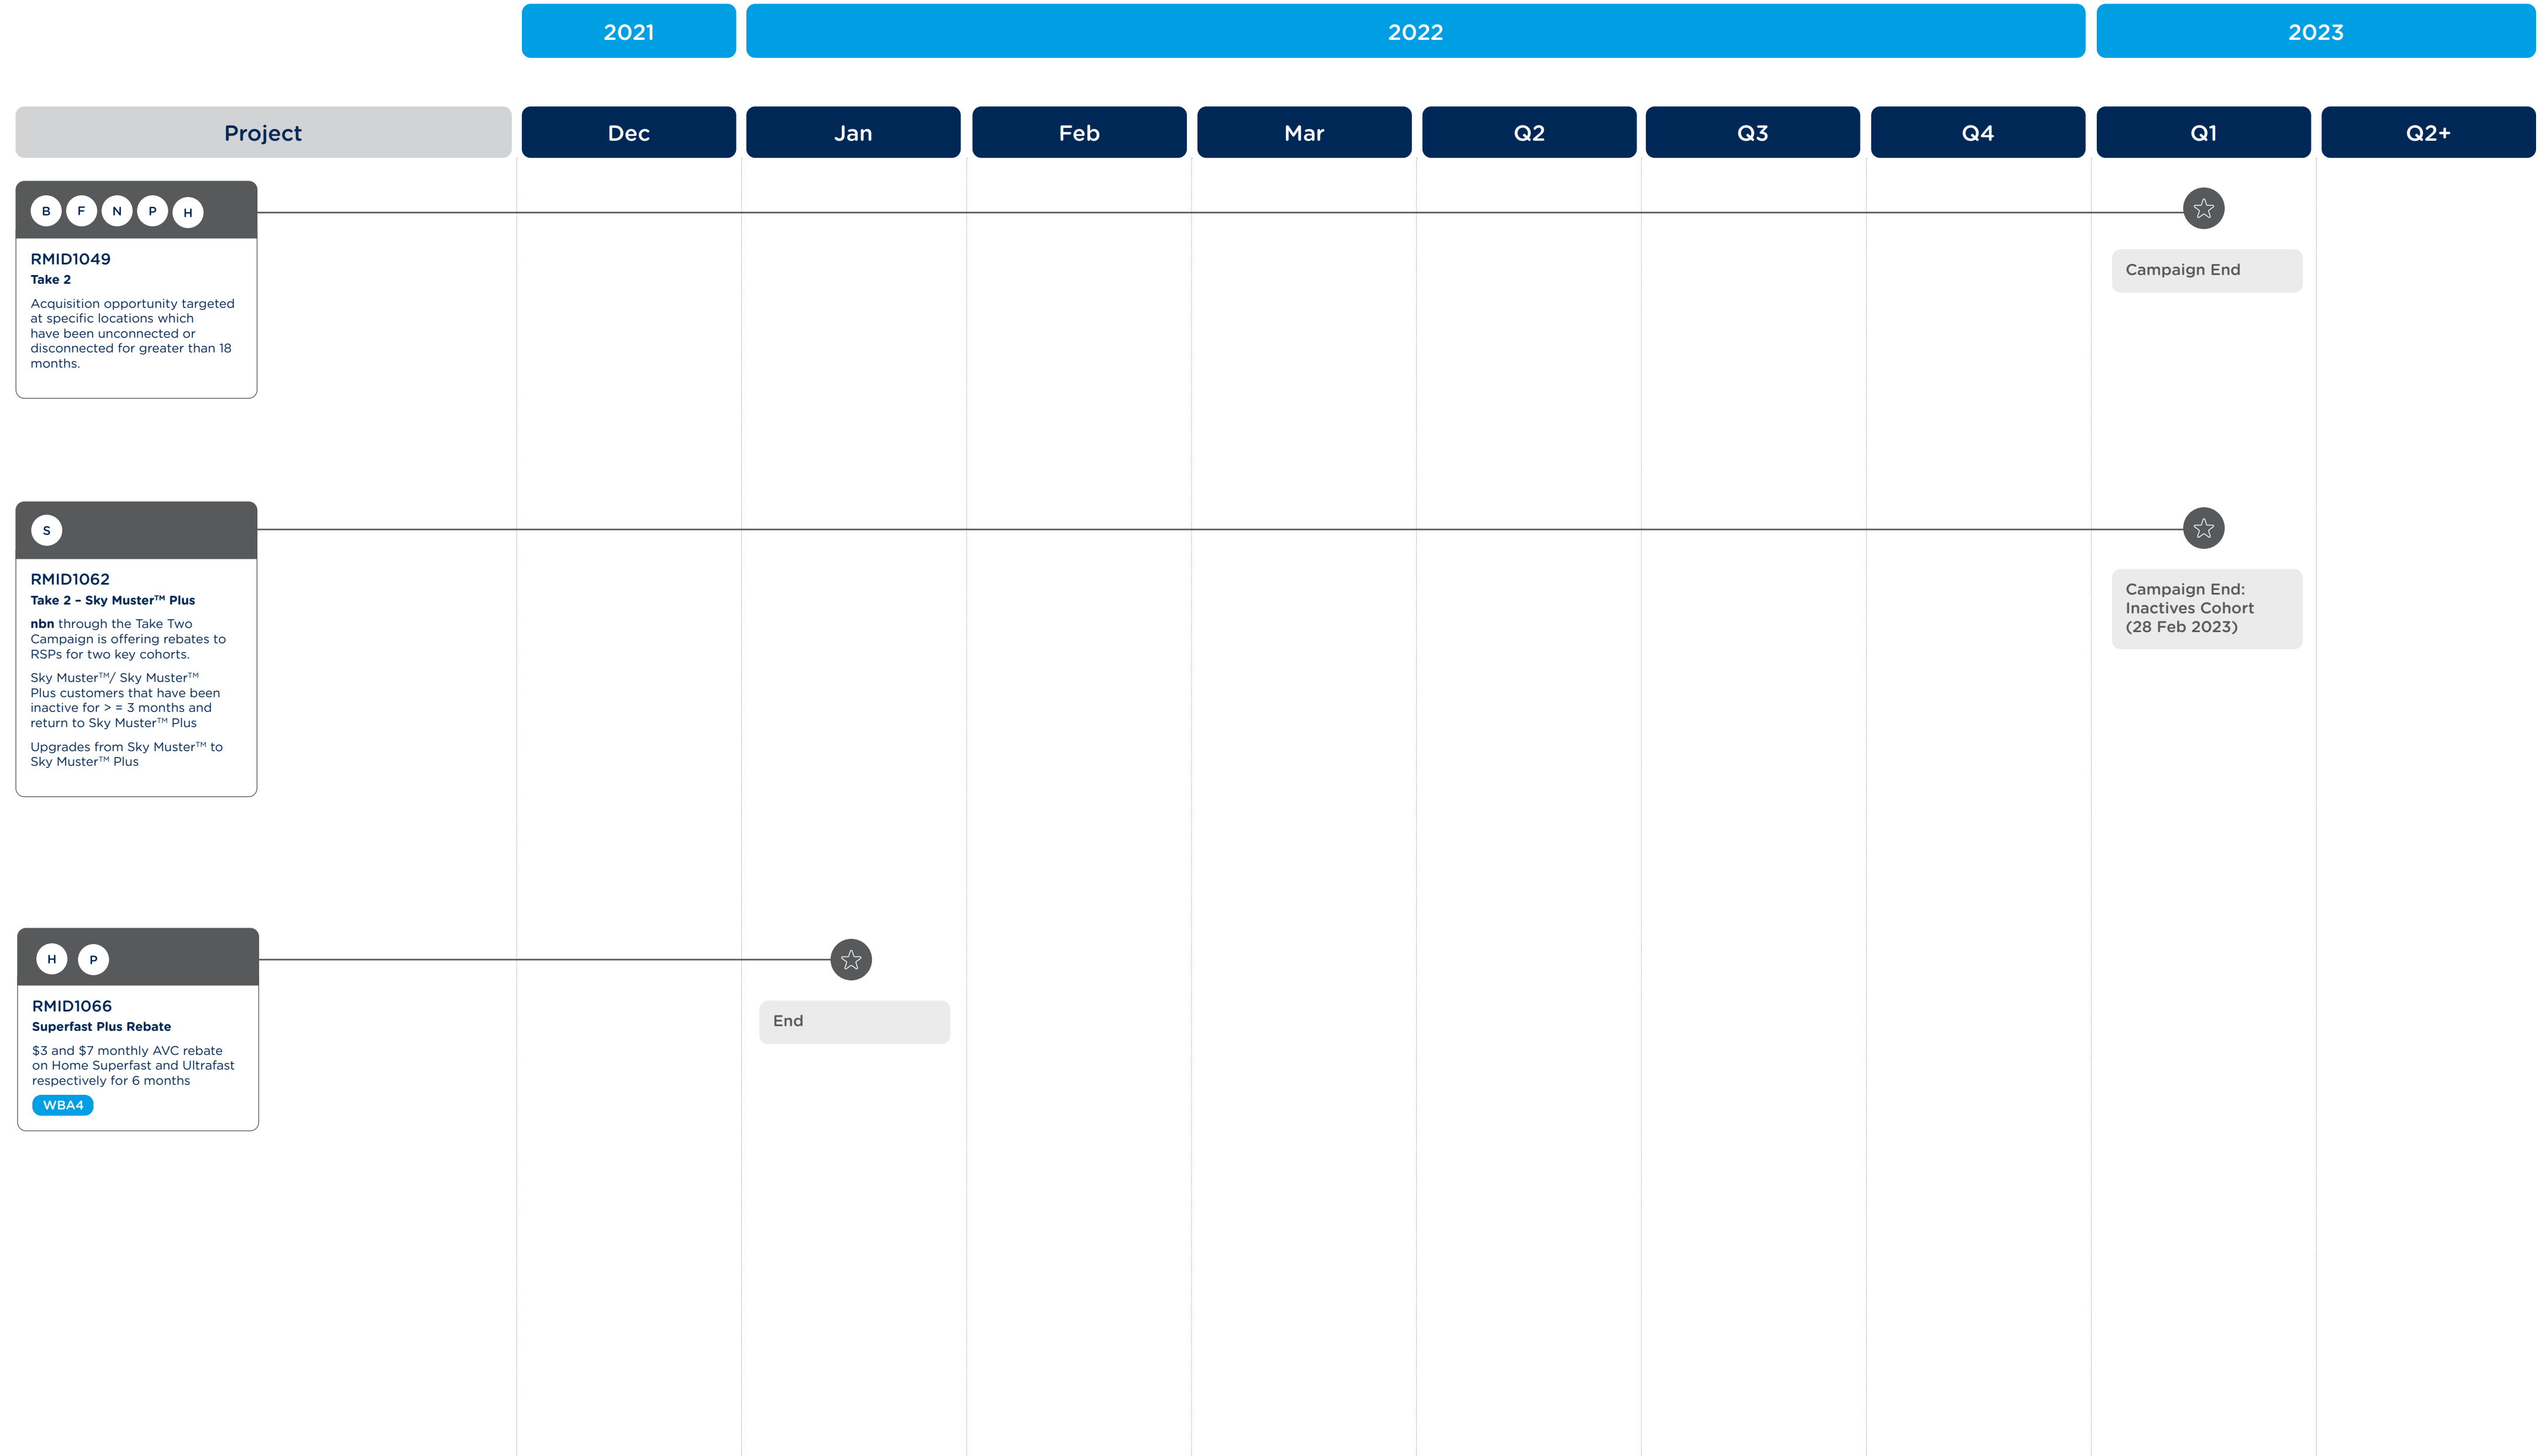 2021
2022
2023
Project
Dec
Jan
Feb
Mar
Q2
Q3
Q4
Q1
Q2+
B F N P H
RMID1049
Take 2
Acquisition opportunity targeted
at specific locations which
have been unconnected or
disconnected for greater than 18
months.
Campaign End
S
RMID1062
Take 2 – Sky Muster™ Plus
nbn through the Take Two
Campaign is offering rebates to
RSPs for two key cohorts.
Sky Muster™/ Sky Muster™
Plus customers that have been
inactive for > = 3 months and
return to Sky Muster™ Plus
Upgrades from Sky Muster™ to
Sky Muster™ Plus
Campaign End:
Inactives Cohort
(28 Feb 2023)
H P
RMID1066
Superfast Plus Rebate
$3 and $7 monthly AVC rebate
on Home Superfast and Ultrafast
respectively for 6 months
WBA4
End